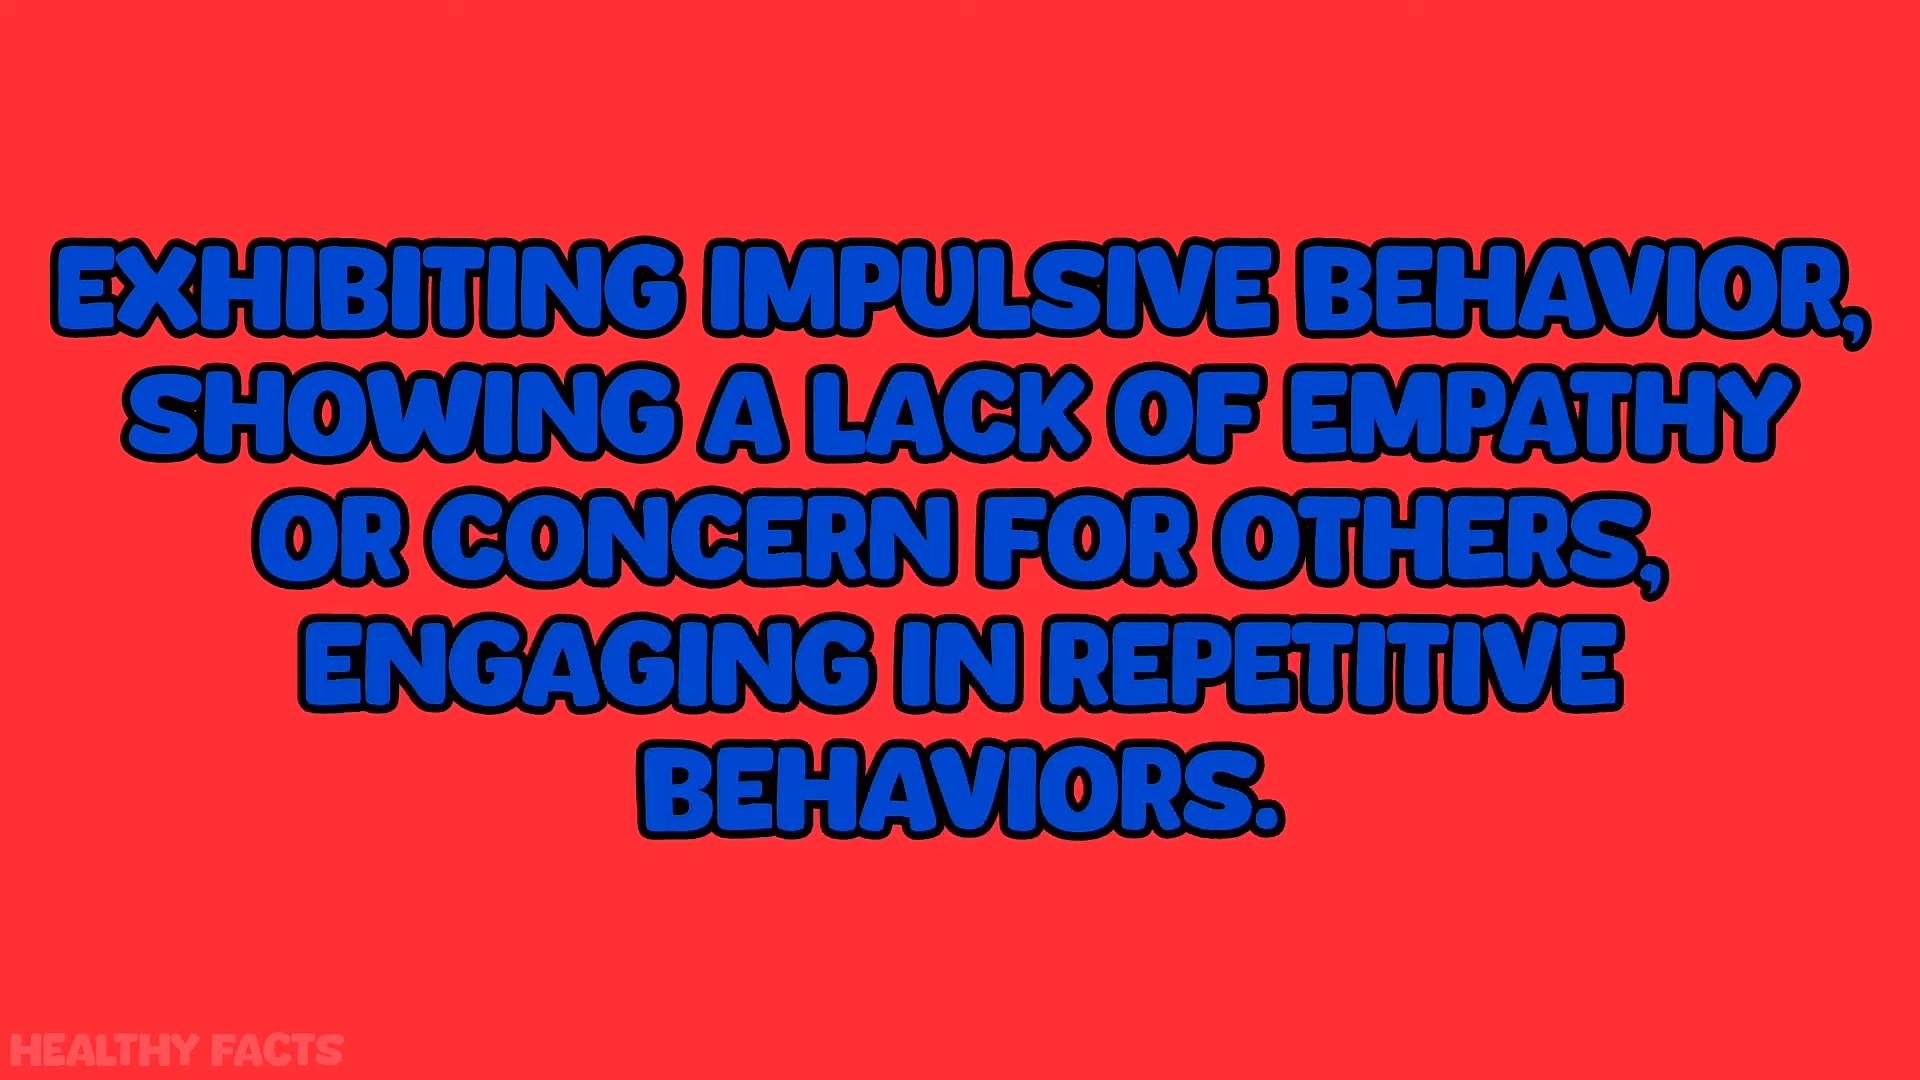 EXHIBITING IMPULSIVE BEHAVIOR,
SHOWING A LACK OF EMPATHY
OR CONCERN FOR OTHERS,
ENGAGING IN REPETITIVE
BEHAVIORS.
HEALTHY FACTS